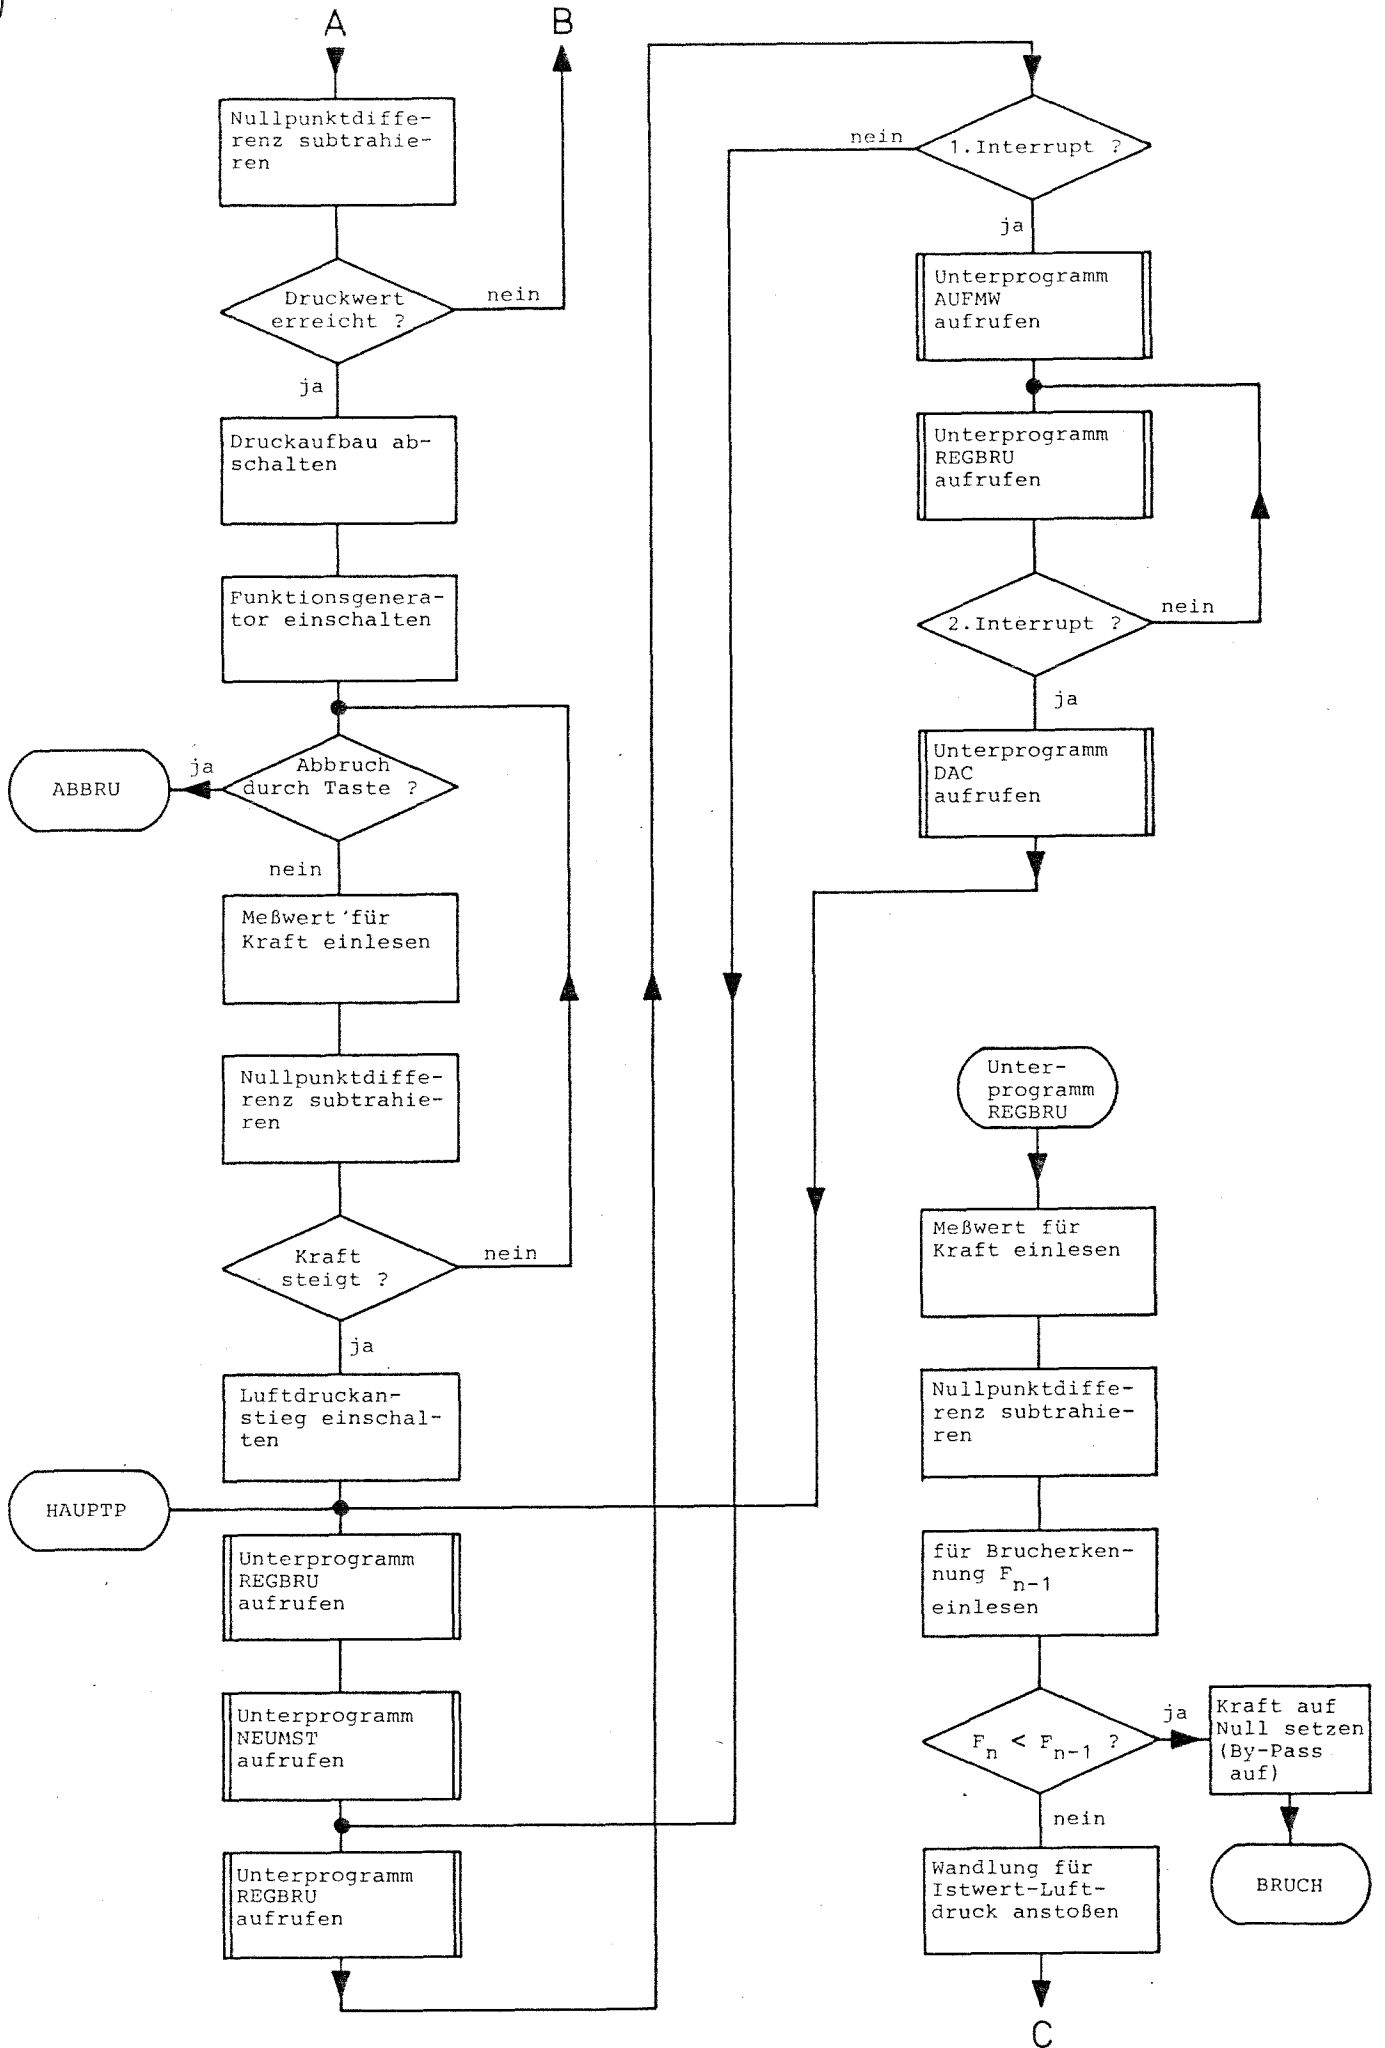 )
A
Nullpunktdiffe-
renz subtrahie-
ren
B
nein
Druckwert
erreicht ?
ja
Druckaufbau ab-
schalten
Funktionsgenera-
tor einschalten
ABBRU
ja
Abbruch
durch Taste ?
nein
Meßwert für
Kraft einlesen
Nullpunktdiffe-
renz subtrahie-
ren
Kraft
steigt ?
nein
ja
Luftdruckan-
stieg einschal-
ten
HAUPTP
Unterprogramm
REGBRU
aufrufen
Unterprogramm
NEUMST
aufrufen
Unterprogramm
REGBRU
aufrufen
nein
1.Interrupt ?
ja
Unterprogramm
AUFMW
aufrufen
Unterprogramm
REGBRU
aufrufen
2.Interrupt ?
nein
ja
Unterprogramm
DAC
aufrufen
Unter-
programm
REGBRU
Meßwert für
Kraft einlesen
Nullpunktdiffe-
renz subtrahie-
ren
für Brucherken-
nung Fn-1
einlesen
Fn < Fn-1 ?
ja
Kraft auf
Null setzen
(By-Pass
auf)
BRUCH
nein
Wandlung für
Istwert-Luft-
druck anstoßen
C